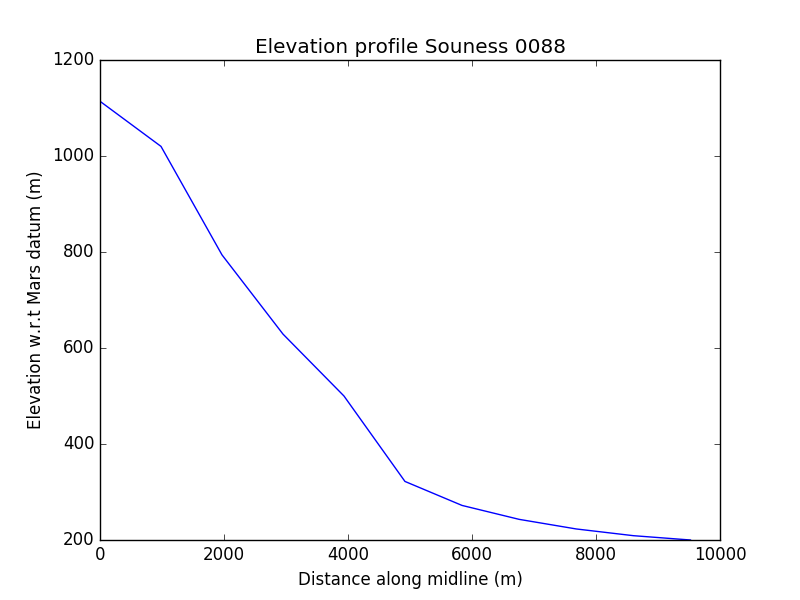 Elevation profile Souness 0088
1200
1000
800
600
400
200
Elevation w.r.t Mars datum (m)
0 2000 4000 6000 8000 10000
Distance along midline (m)